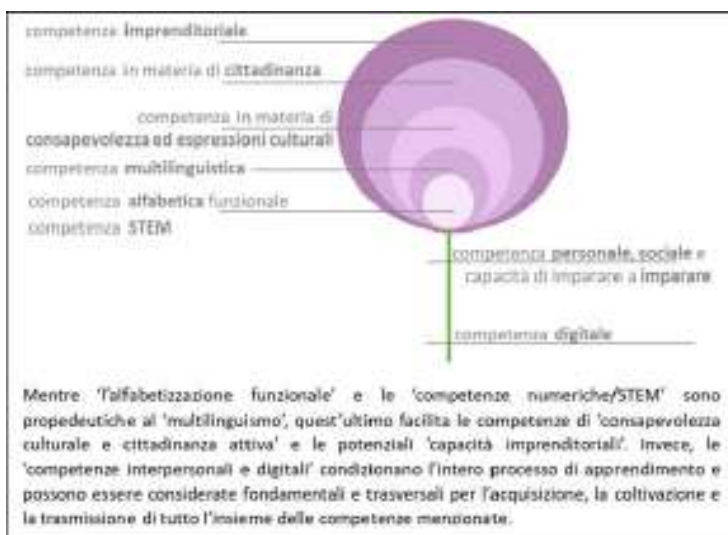 competenza imprenditoriale
competenza in materia di cittadinanza
competenza in materia di
consapevolezza ed espressioni culturali
competenza multilinguistica
competenza alfabetica funzionale
competenza STEM
competenza personale, sociale e
capacità di imparare a imparare
competenza digitale
Mentre 'l'alfabetizzazione funzionale' e le 'competenze numeriche/STEM' sono
propedeutiche al 'multilinguismo', quest'ultimo facilita le competenze di 'consapevolezza
culturale e cittadinanza attiva' e le potenziali 'capacità imprenditoriali'. Invece, le
'competenze interpersonali e digitali' condizionano l'intero processo di apprendimento e
possono essere considerate fondamentali e trasversali per l'acquisizione, la coltivazione e
la trasmissione di tutto l'insieme delle competenze menzionate.